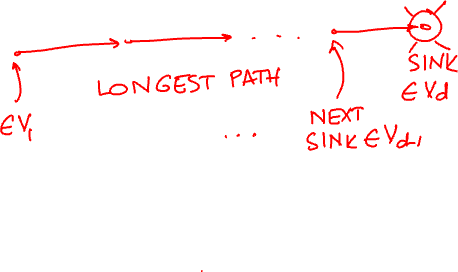 LONGEST PATH
SINK
∈ Vd
∈ V1
NEXT
SINK ∈ Vd-1
...